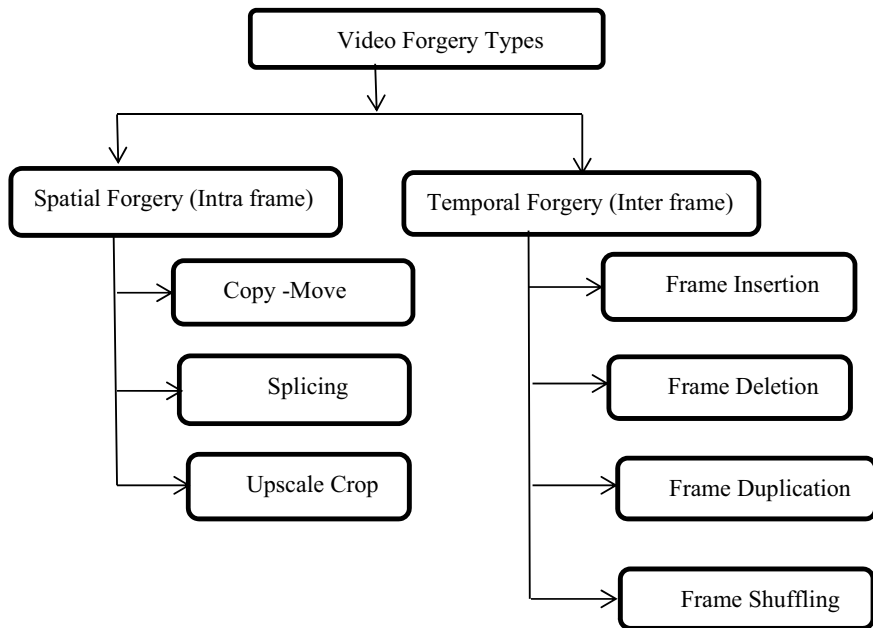 Video Forgery Types
Spatial Forgery (Intra frame)
Copy -Move
Splicing
Upscale Crop
Temporal Forgery (Inter frame)
Frame Insertion
Frame Deletion
Frame Duplication
Frame Shuffling